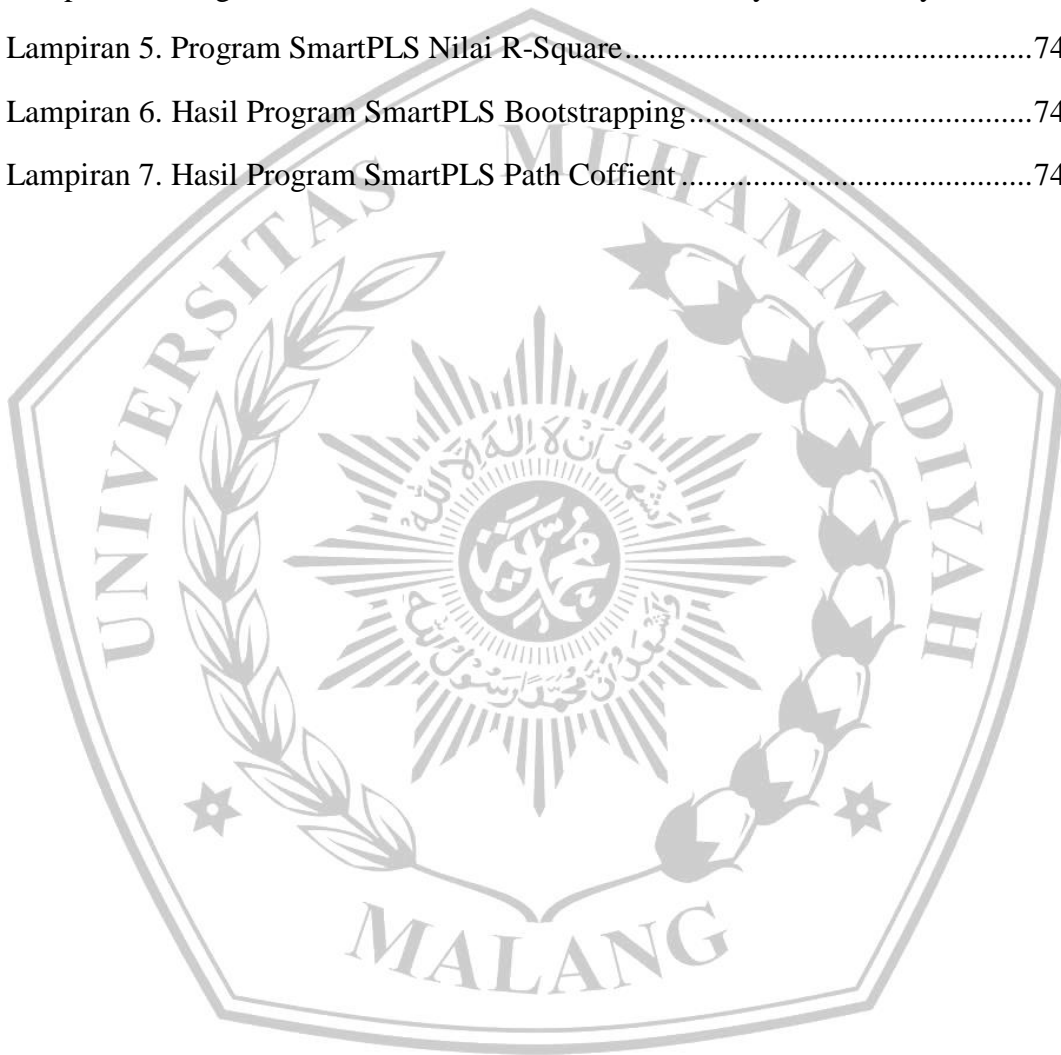 Lampiran 5. Program SmartPLS Nilai R-Square............................................74
Lampiran 6. Hasil Program SmartPLS Bootstrapping....................................74
Lampiran 7. Hasil Program SmartPLS Path Coffient.....................................74
UNIVERSITAS MUHAMMADIYAH
MALANG